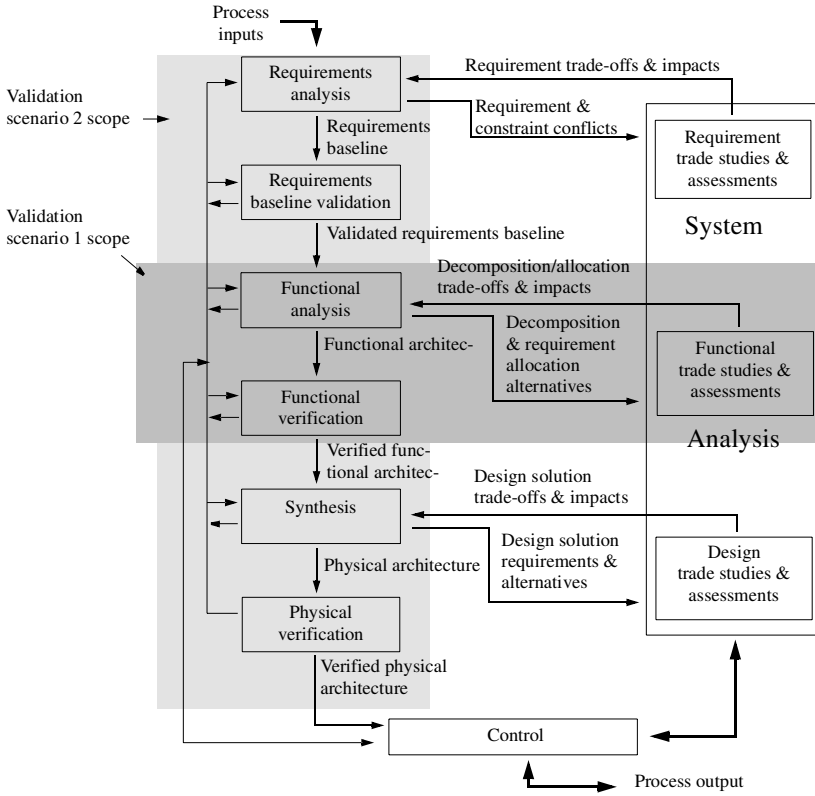 Process
inputs
Requirements
analysis
Requirement trade-offs & impacts
Validation
scenario 2 scope
Requirement &
constraint conflicts
Requirements
baseline
Requirement
trade studies &
assessments
Requirements
baseline validation
Validation
scenario 1 scope
System
Validated requirements baseline
Decomposition/allocation
trade-offs & impacts
Functional
analysis
Decomposition
& requirement
allocation
alternatives
Functional architec-
Functional
trade studies &
assessments
Functional
verification
Analysis
Verified func-
tional architec-
Design solution
trade-offs & impacts
Synthesis
Design solution
requirements &
alternatives
Design
trade studies &
assessments
Physical architecture
Physical
verification
Verified physical
architecture
Control
Process output